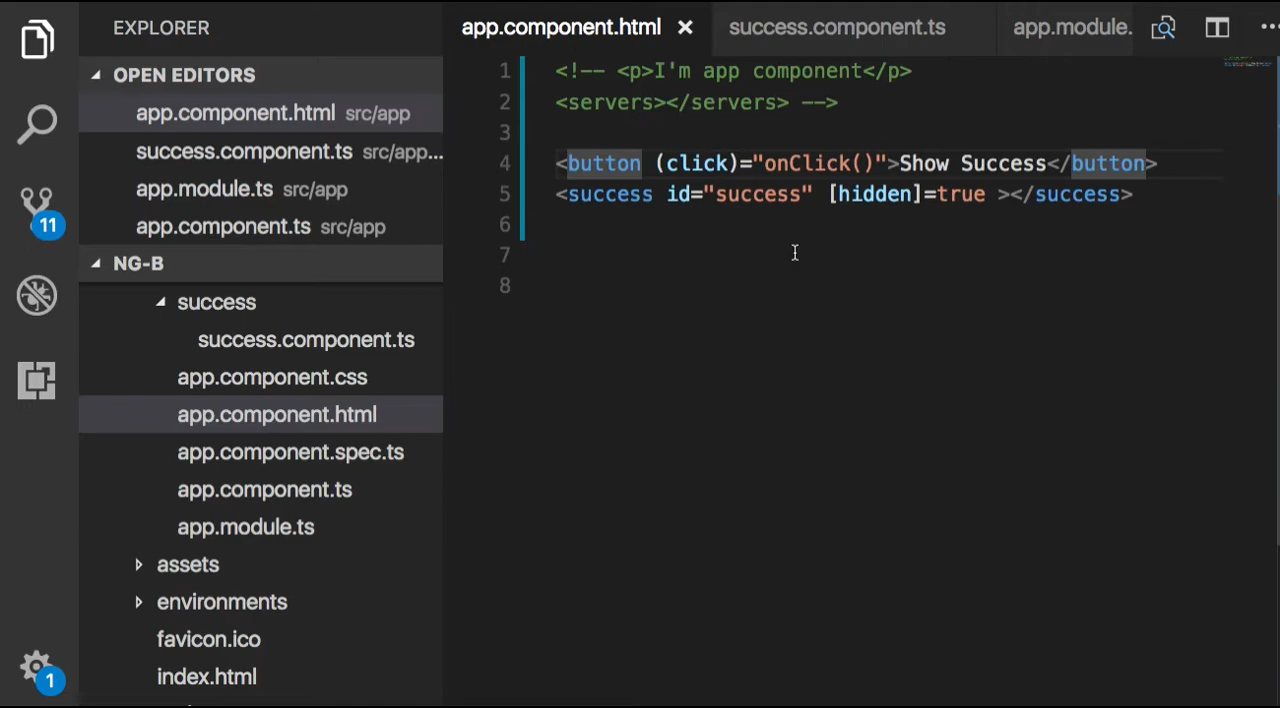 EXPLORER
OPEN EDITORS
app.component.html src/app
success.component.ts src/app...
app.module.ts src/app
app.component.ts src/app
NG-B
success
success.component.ts
app.component.css
app.component.html
app.component.spec.ts
app.component.ts
app.module.ts
assets
environments
favicon.ico
index.html
11
1
app.component.html success.component.ts app.module.
1 <!-- <p>I'm app component</p>
2 <servers></servers> -->
3
4 <button (click)="onClick()">Show Success</button>
5 <success id="success" [hidden]=true ></success>
6
7
8